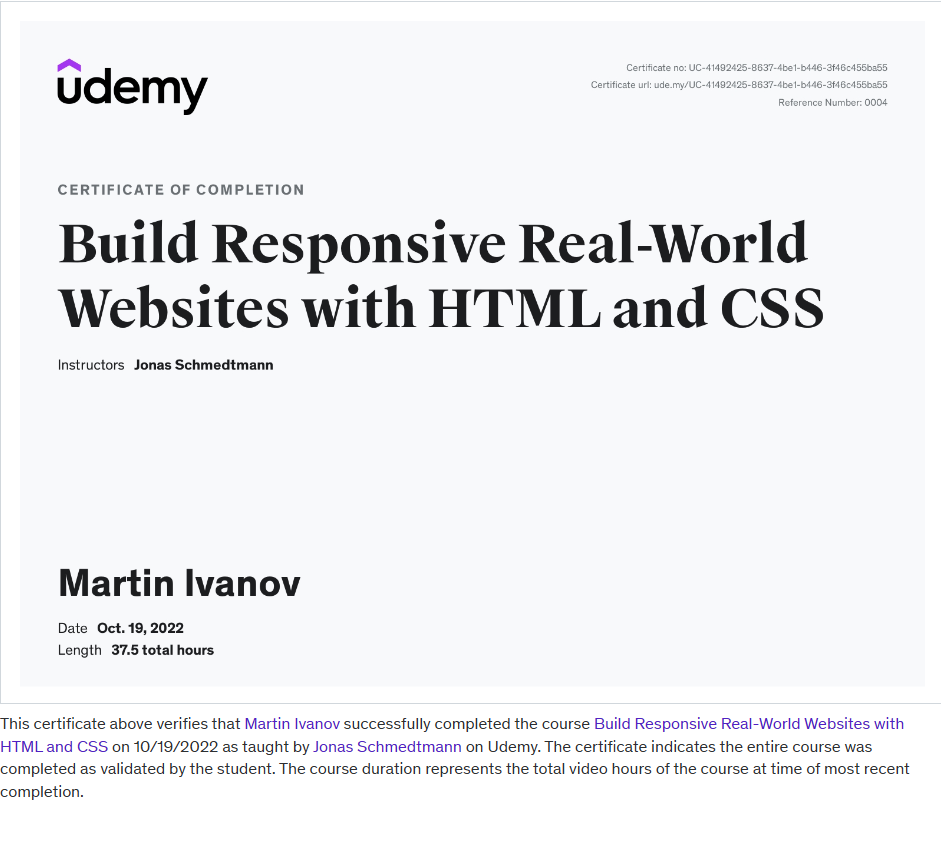 udemy
Certificate no: UC-41492425-8637-4be1-b446-3f46c455ba55
Certificate url: ude.my/UC-41492425-8637-4be1-b446-3f46c455ba55
Reference Number: 0004
CERTIFICATE OF COMPLETION
Build Responsive Real-World
Websites with HTML and CSS
Instructors Jonas Schmedtmann
Martin Ivanov
Date Oct. 19, 2022
Length 37.5 total hours
This certificate above verifies that Martin Ivanov successfully completed the course Build Responsive Real-World Websites with
HTML and CSS on 10/19/2022 as taught by Jonas Schmedtmann on Udemy. The certificate indicates the entire course was
completed as validated by the student. The course duration represents the total video hours of the course at time of most recent
completion.